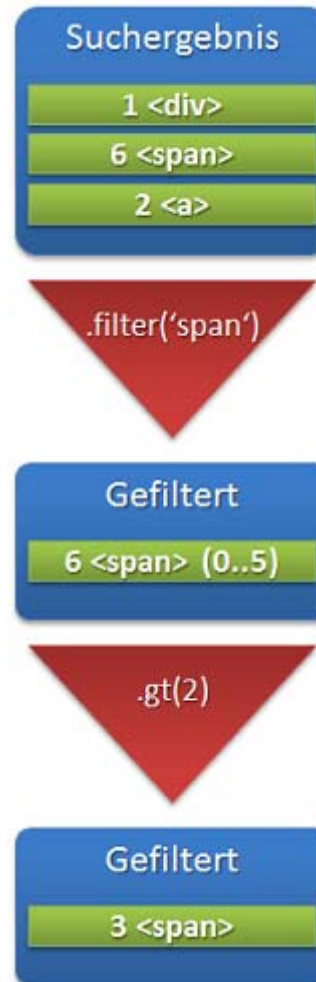 Suchergebnis
1 <div>
6 <span>
2 <a>
.filter(‘span‘)
Gefiltert
6 <span> (0..5)
.gt(2)
Gefiltert
3 <span>